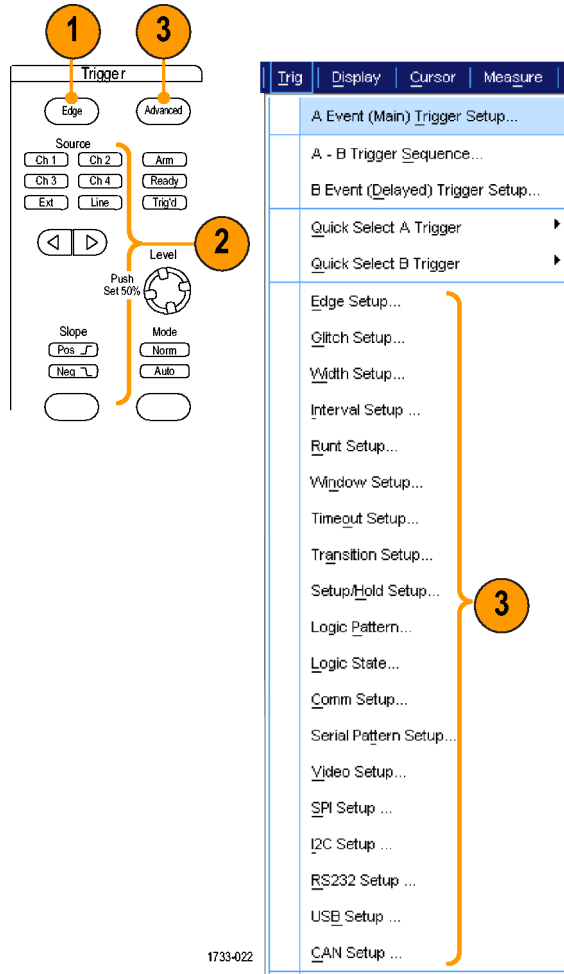 1
3
Trigger
Edge
Advanced
Source
Ch 1
Ch 2
Arm
Ch 3
Ch 4
Ready
Ext
Line
Trig'd
2
Level
Push
Set 50%
Slope
Mode
Pos
Norm
Neg
Auto
Trig
Display
Cursor
Measure
A Event (Main) Trigger Setup...
A - B Trigger Sequence...
B Event (Delayed) Trigger Setup...
Quick Select A Trigger
Quick Select B Trigger
Edge Setup...
Glitch Setup...
Width Setup...
Interval Setup ...
Runt Setup...
Window Setup...
Timeout Setup...
Transition Setup...
Setup/Hold Setup...
3
Logic Pattern...
Logic State...
Comm Setup...
Serial Pattern Setup...
Video Setup...
SPI Setup ...
I2C Setup ...
RS232 Setup ...
USB Setup ...
CAN Setup ...
1733-022